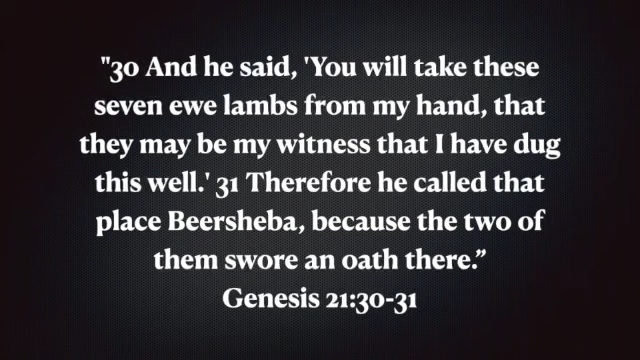 "30 And he said, 'You will take these
seven ewe lambs from my hand, that
they may be my witness that I have dug
this well.' 31 Therefore he called that
place Beersheba, because the two of
them swore an oath there.”
Genesis 21:30-31